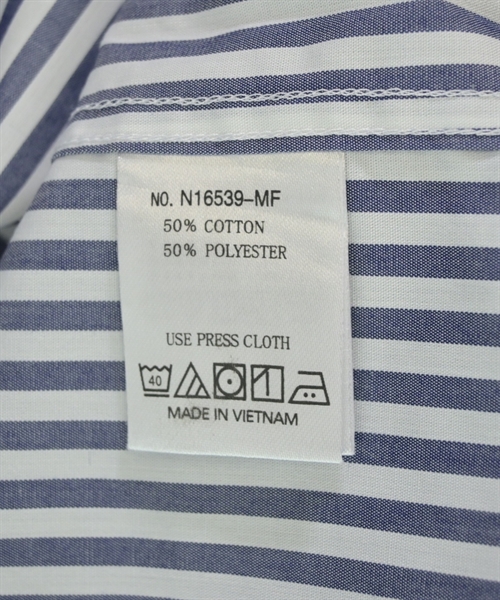 NO. N16539-MF
50% COTTON
50% POLYESTER
USE PRESS CLOTH
40
MADE IN VIETNAM